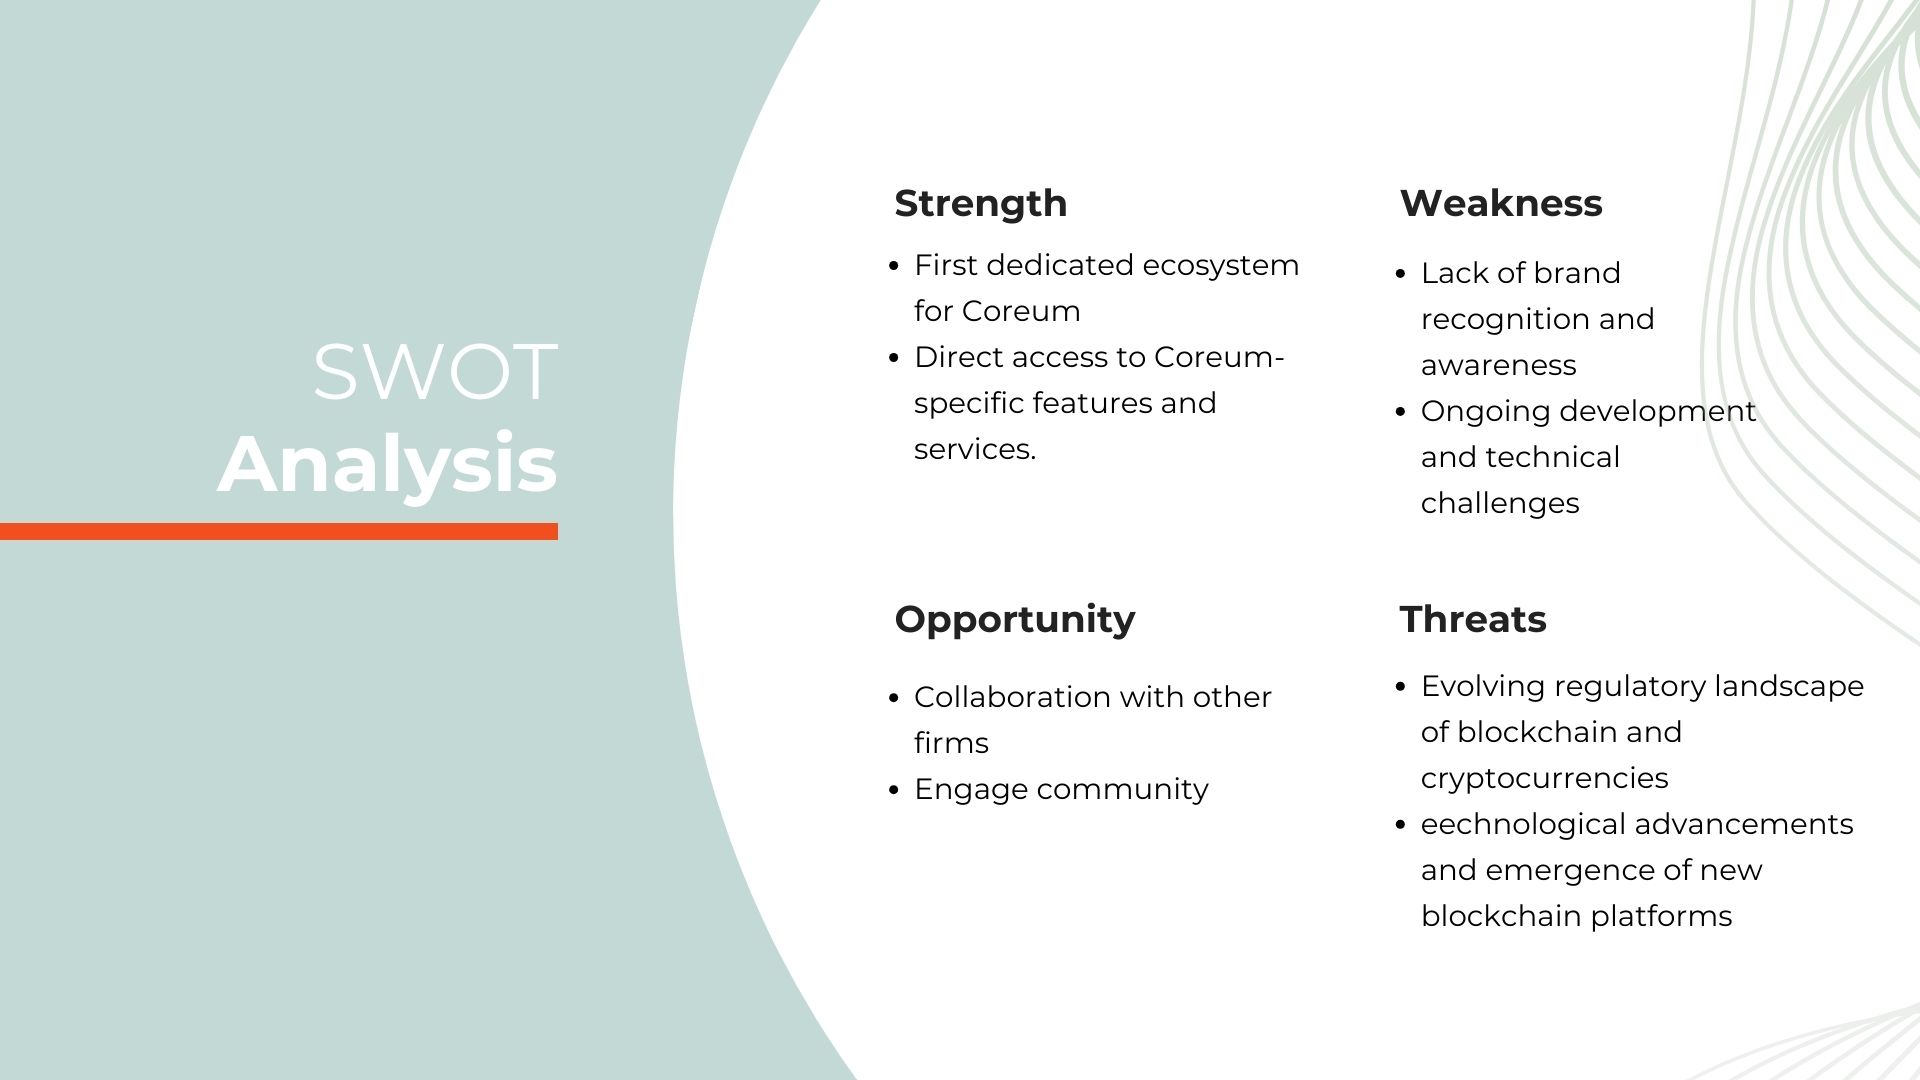 SWOT
Analysis
Strength
• First dedicated ecosystem
for Coreum
• Direct access to Coreum-
specific features and
services.
Weakness
• Lack of brand
recognition and
awareness
• Ongoing development
and technical
challenges
Opportunity
• Collaboration with other
firms
• Engage community
Threats
• Evolving regulatory landscape
of blockchain and
cryptocurrencies
• eechnological advancements
and emergence of new
blockchain platforms